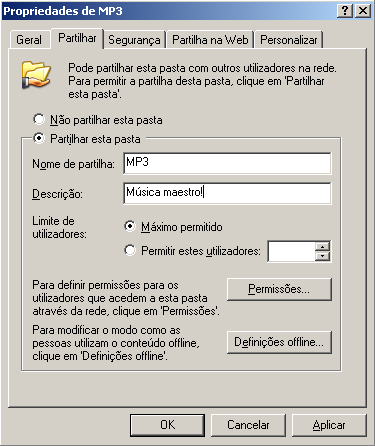 Propriedades de MP3
Geral
Partilhar
Segurança
Partilha na Web
Personalizar
Pode partilhar esta pasta com outros utilizadores na rede.
Para permitir a partilha desta pasta, clique em 'Partilhar
esta pasta'.
Não partilhar esta pasta
Partilhar esta pasta
Nome de partilha:
MP3
Descrição:
Música maestro!
Limite de
utilizadores:
Máximo permitido
Permitir estes utilizadores:
Para definir permissões para os
utilizadores que acedem a esta pasta
através da rede, clique em 'Permissões'.
Permissões...
Para modificar o modo como as
pessoas utilizam o conteúdo offline,
clique em 'Definições offline'.
Definições offline...
OK
Cancelar
Aplicar